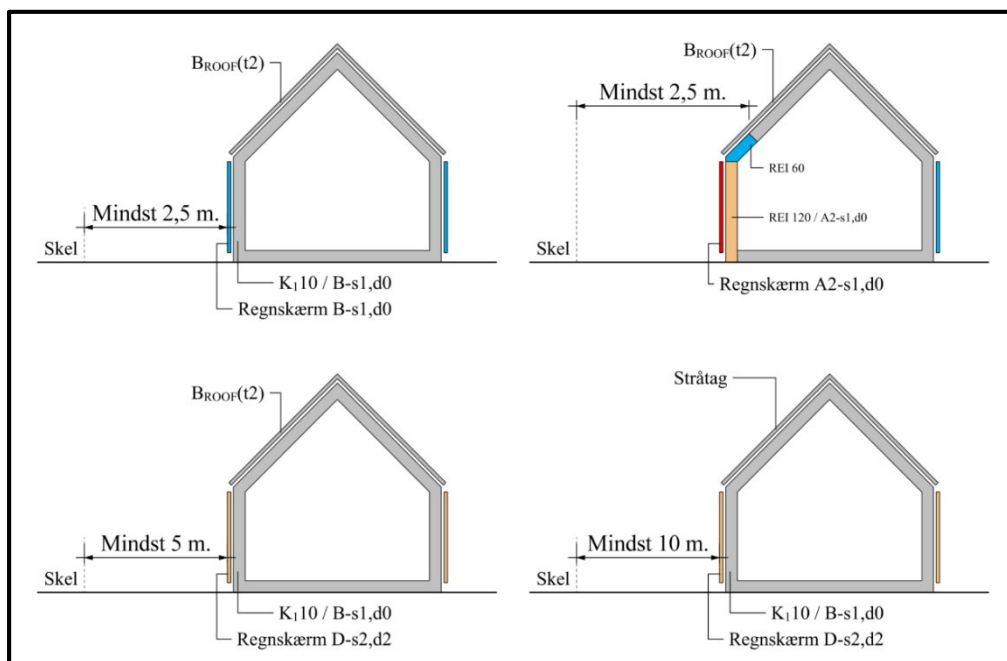 BROOF(t2)
Mindst 2,5 m.
Skel
K₁10 / B-s1,d0
Regnskærm B-s1,d0
BROOF(t2)
Mindst 2,5 m.
REI 60
REI 120 / A2-s1,d0
Skel
Regnskærm A2-s1,d0
BROOF(t2)
Mindst 5 m.
Skel
K₁10 / B-s1,d0
Regnskærm D-s2,d2
Stråtag
Mindst 10 m.
Skel
K₁10 / B-s1,d0
Regnskærm D-s2,d2